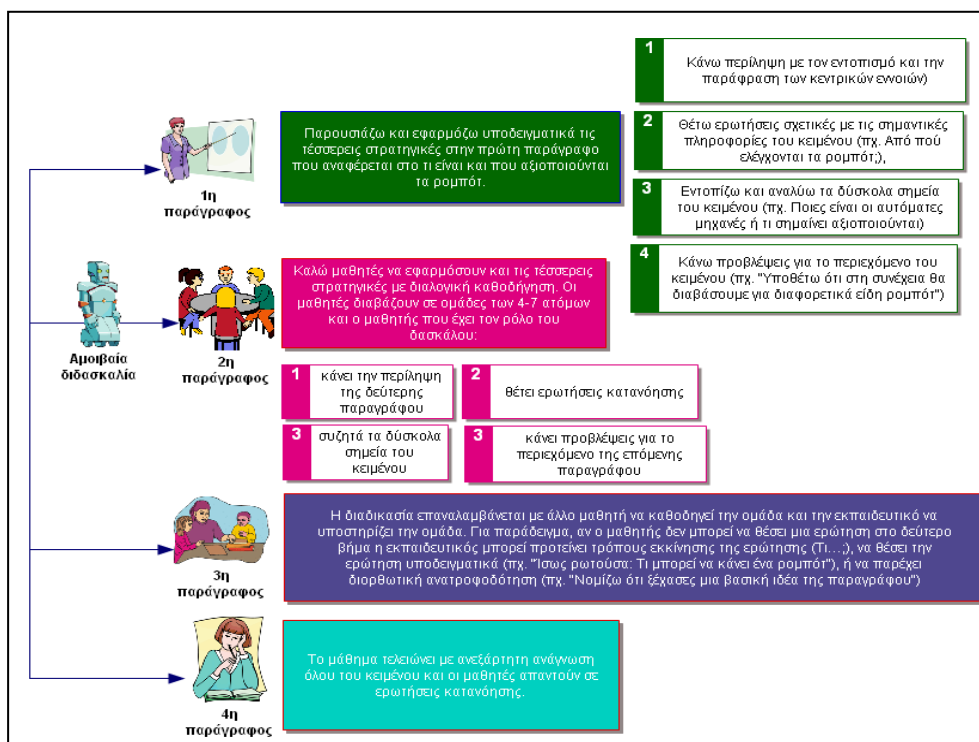 Αμοιβαία
διδασκαλία
1η
παράγραφος
Παρουσιάζω και εφαρμόζω υποδειγματικά τις
τέσσερεις στρατηγικές στην πρώτη παράγραφο
που αναφέρεται στο τι είναι και που αξιοποιούνται
τα ρομπότ.
1
Κάνω περίληψη με τον εντοπισμό και την
παράφραση των κεντρικών εννοιών)
2
Θέτω ερωτήσεις σχετικές με τις σημαντικές
πληροφορίες του κειμένου (πχ. Από πού
ελέγχονται τα ρομπότ;),
3
Εντοπίζω και αναλύω τα δύσκολα σημεία
του κειμένου (πχ. Ποιες είναι οι αυτόματες
μηχανές ή τι σημαίνει αξιοποιούνται)
4
Κάνω προβλέψεις για το περιεχόμενο του
κειμένου (πχ. "Υποθέτω ότι στη συνέχεια θα
διαβάσουμε για διαφορετικά είδη ρομπότ")
2η
παράγραφος
Καλώ μαθητές να εφαρμόσουν και τις τέσσερεις
στρατηγικές με διαλογική καθοδήγηση. Οι
μαθητές διαβάζουν σε ομάδες των 4-7 ατόμων
και ο μαθητής που έχει τον ρόλο του
δασκάλου:
1
κάνει την περίληψη
της δεύτερης
παραγράφου
2
θέτει ερωτήσεις κατανόησης
3
συζητά τα δύσκολα
σημεία του
κειμένου
3
κάνει προβλέψεις για το
περιεχόμενο της επόμενης
παραγράφου
3η
παράγραφος
Η διαδικασία επαναλαμβάνεται με άλλο μαθητή να καθοδηγεί την ομάδα και την εκπαιδευτικό να
υποστηρίζει την ομάδα. Για παράδειγμα, αν ο μαθητής δεν μπορεί να θέσει μια ερώτηση στο δεύτερο
βήμα η εκπαιδευτικός μπορεί προτείνει τρόπους εκκίνησης της ερώτησης (Τι...;), να θέσει την
ερώτηση υποδειγματικά (πχ. "Ίσως ρωτούσα: Τι μπορεί να κάνει ένα ρομπότ"), ή να παρέχει
διορθωτική ανατροφοδότηση (πχ. "Νομίζω ότι ξέχασες μια βασική ιδέα της παραγράφου")
4η
παράγραφος
Το μάθημα τελειώνει με ανεξάρτητη ανάγνωση
όλου του κειμένου και οι μαθητές απαντούν σε
ερωτήσεις κατανόησης.